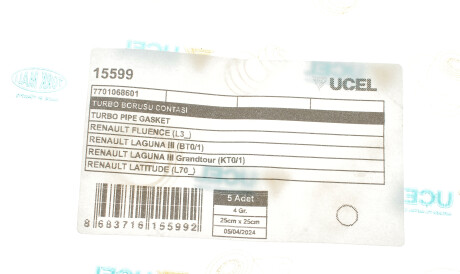 UCEL
15599
UCEL
7701068601
TURBO BORUSU CONTASI
TURBO PIPE GASKET
RENAULT FLUENCE (L3_)
RENAULT LAGUNA III (BT0/1)
RENAULT LAGUNA III Grandtour (KT0/1)
RENAULT LATITUDE (L70_)
5 Adet
4 Gr.
25cm x 25cm
05/04/2024
8 683716 155992
UCEL